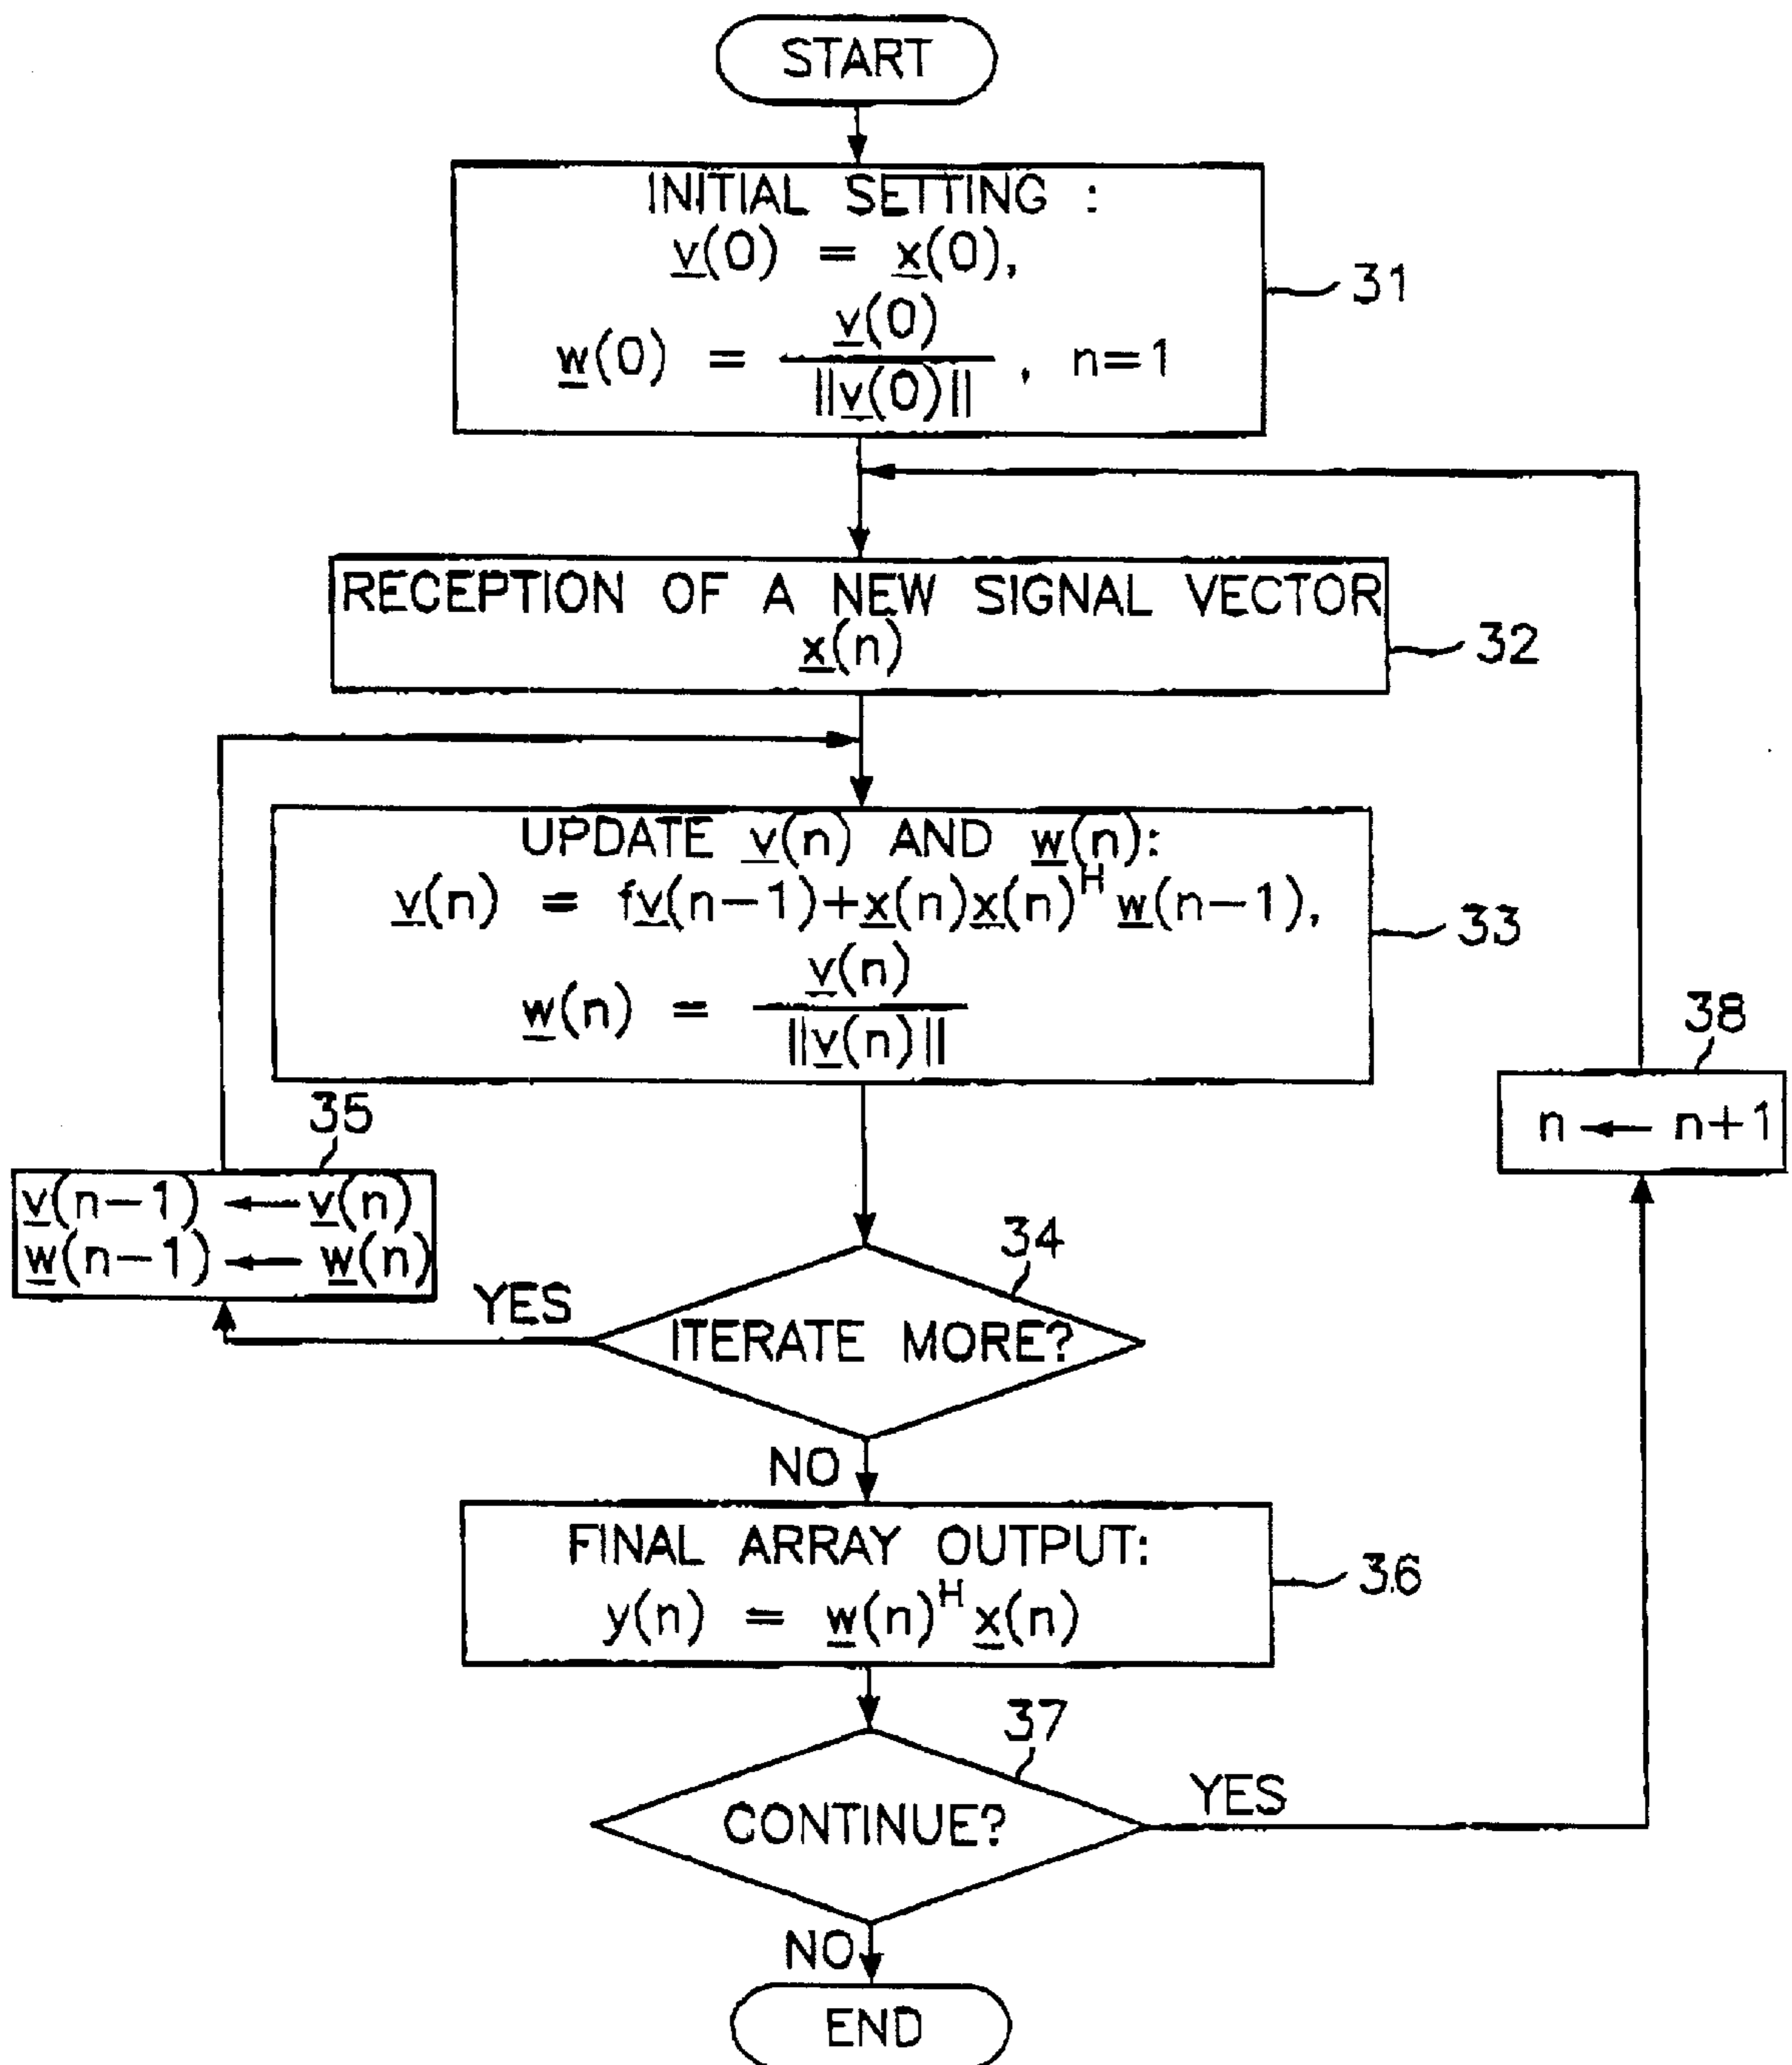 START
INITIAL SETTING :
v(0) = x(0),
w(0) = v(0) / ||v(0)|| , n=1
31
RECEPTION OF A NEW SIGNAL VECTOR
x(n)
32
UPDATE v(n) AND w(n):
v(n) = fv(n-1)+x(n)x(n)^H w(n-1),
w(n) = v(n) / ||v(n)||
33
38
n ← n+1
35
v(n-1) ← v(n)
w(n-1) ← w(n)
34
YES
ITERATE MORE?
NO
FINAL ARRAY OUTPUT:
y(n) = w(n)^H x(n)
36
37
YES
CONTINUE?
NO
END